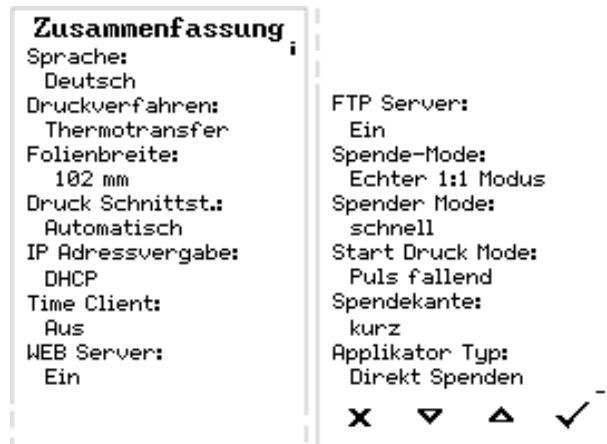 Zusammenfassung
i
Sprache:
Deutsch
Druckverfahren:
Thermotransfer
Folienbreite:
102 mm
Druck Schnittst.:
Automatisch
IP Adressvergabe:
DHCP
Time Client:
Aus
WEB Server:
Ein
FTP Server:
Ein
Spende-Mode:
Echter 1:1 Modus
Spender Mode:
schnell
Start Druck Mode:
Puls fallend
Spendekante:
kurz
Applikator Typ:
Direkt Spenden